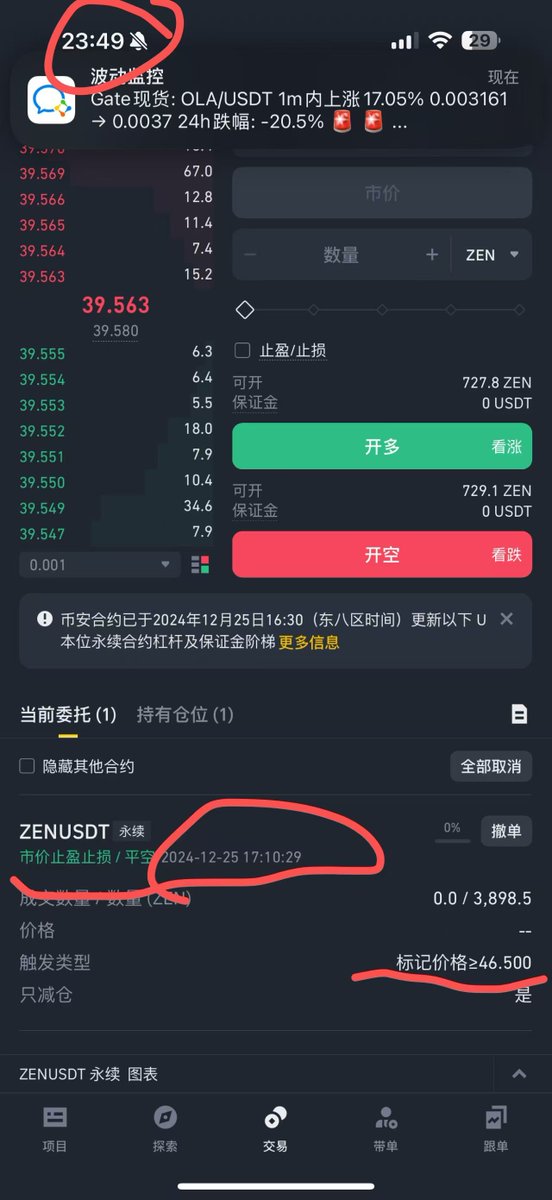 23:49
29
波动监控 现在
Gate现货: OLA/USDT 1m内上涨17.05% 0.003161
→ 0.0037 24h跌幅: -20.5% 🚨 🚨 ...
39.569 67.0
39.566 12.8
39.565 11.4
39.564 7.4
39.563 15.2
39.563
39.580
39.555 6.3
39.554 6.4
39.553 5.5
39.552 18.0
39.551 7.9
39.550 10.4
39.549 34.6
39.547 7.9
0.001
市价
− 数量 + ZEN
止盈/止损
可开 727.8 ZEN
保证金 0 USDT
开多 看涨
可开 729.1 ZEN
保证金 0 USDT
开空 看跌
币安合约已于2024年12月25日16:30（东八区时间）更新以下 U
本位永续合约杠杆及保证金阶梯 更多信息
当前委托 (1) 持有仓位 (1)
隐藏其他合约 全部取消
ZENUSDT 永续 0% 撤单
市价止盈止损 / 平空 2024-12-25 17:10:29
成交数量 / 数量 (ZEN) 0.0 / 3,898.5
价格 --
触发类型 标记价格≥46.500
只减仓 是
ZENUSDT 永续 图表
项目 探索 交易 带单 跟单